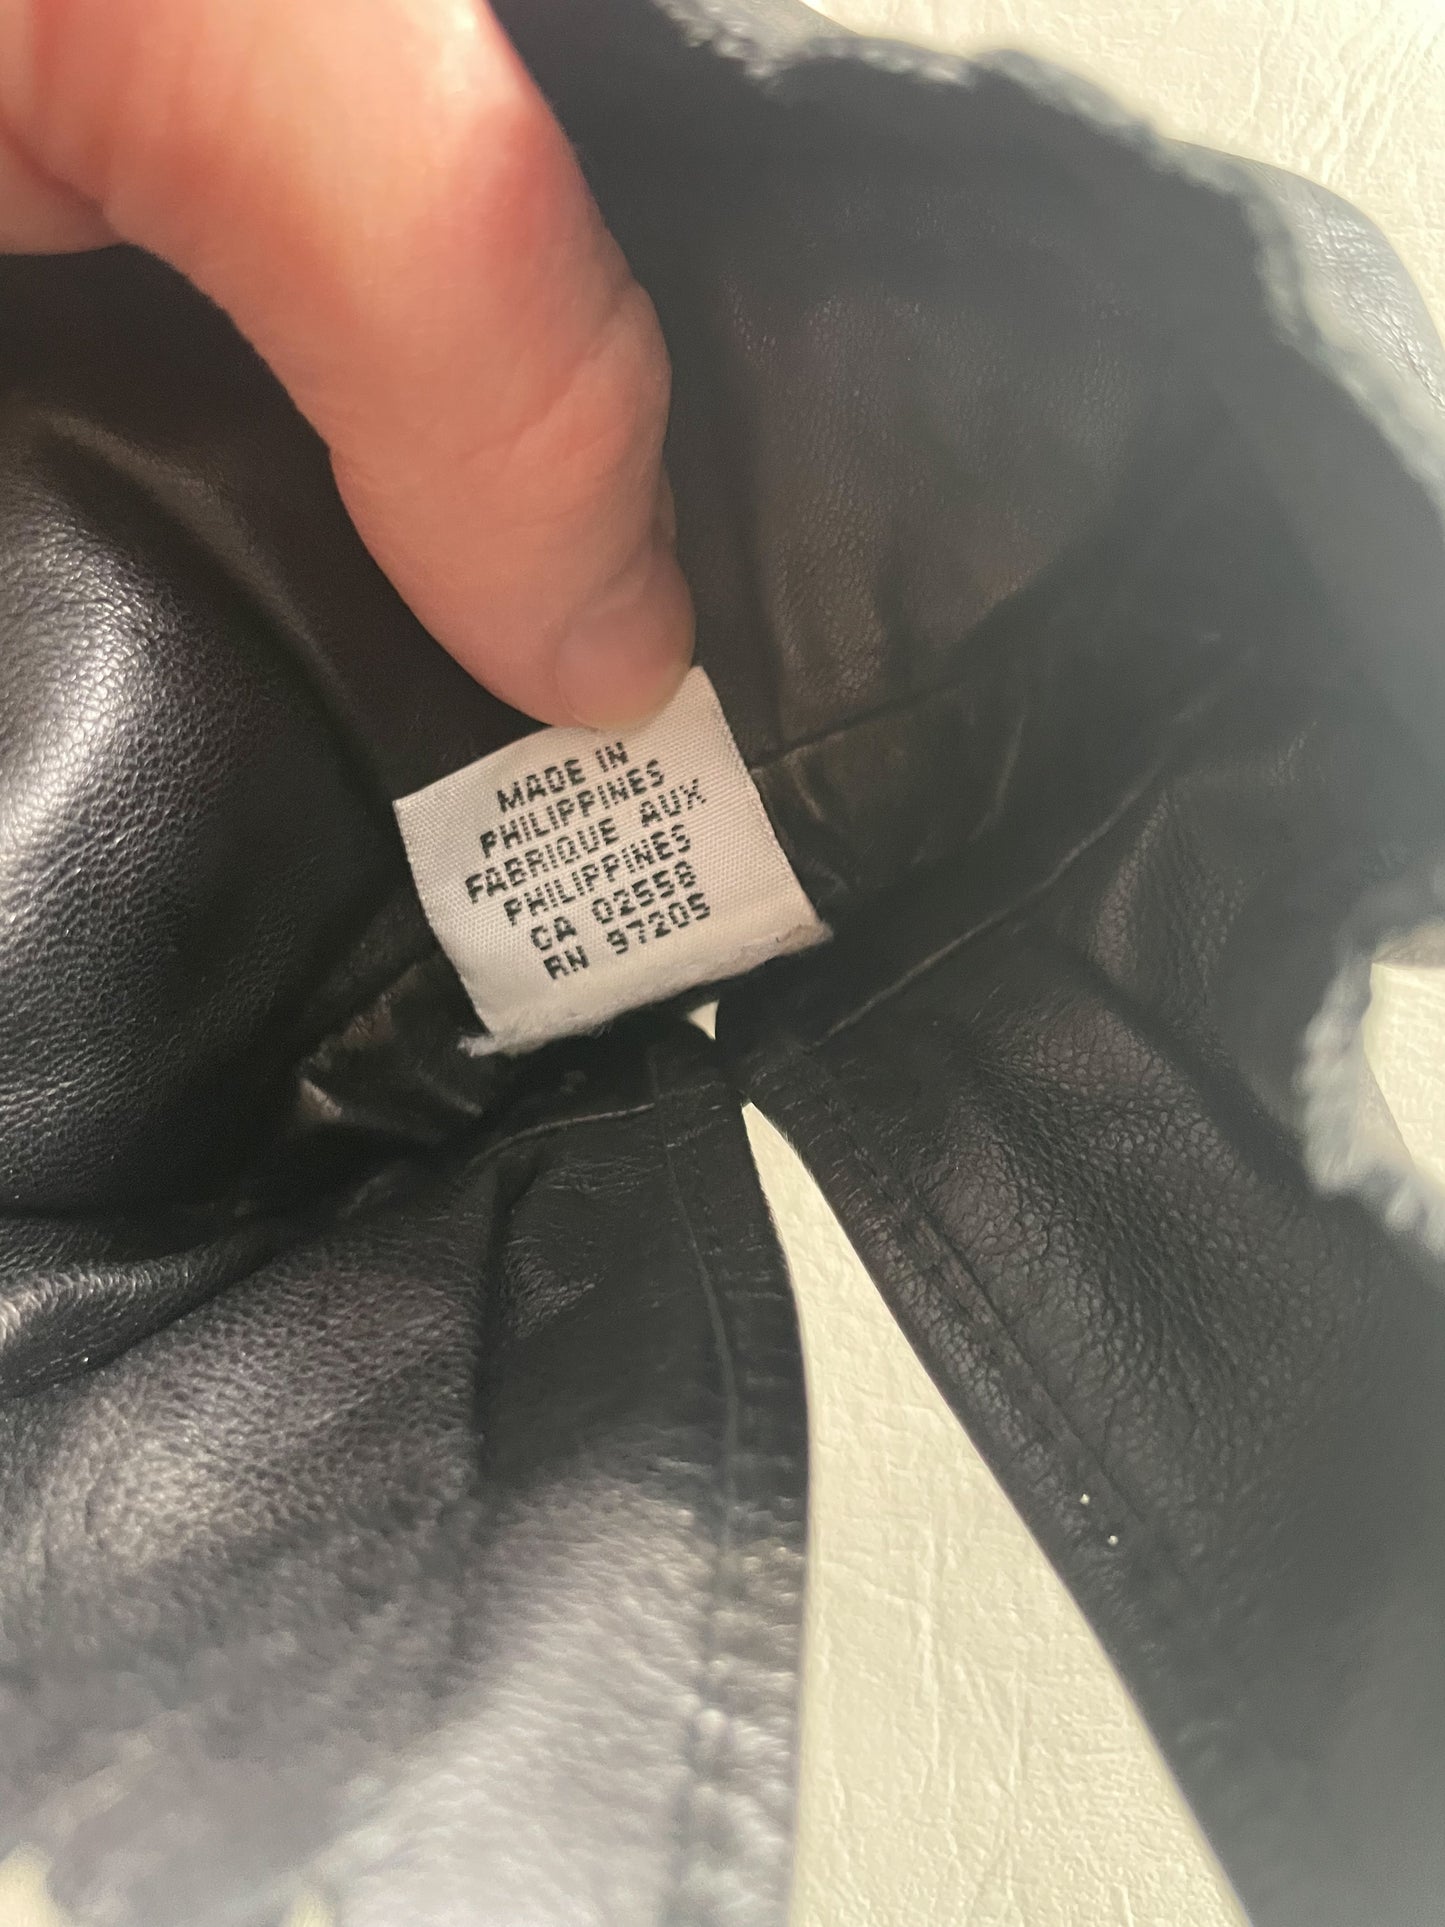 MADE IN
PHILIPPINES
FABRIQUE AUX
PHILIPPINES
CA 02558
RN 97205